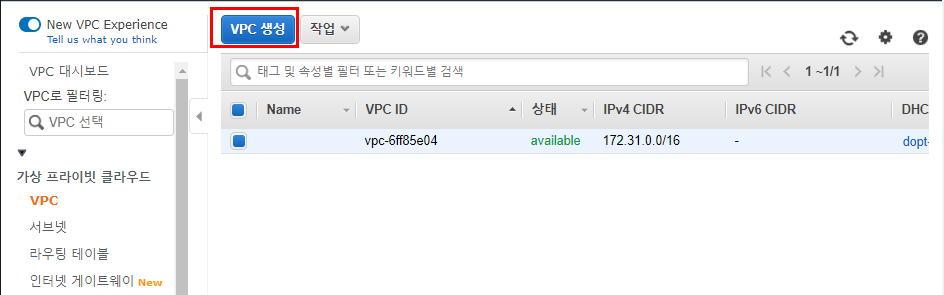 New VPC Experience
Tell us what you think
VPC 대시보드
VPC로 필터링:
VPC 선택
가상 프라이빗 클라우드
VPC
서브넷
라우팅 테이블
인터넷 게이트웨이 New
VPC 생성 작업
태그 및 속성별 필터 또는 키워드별 검색 1 ~1/1
Name VPC ID 상태 IPv4 CIDR IPv6 CIDR DHC
vpc-6ff85e04 available 172.31.0.0/16 - dopt-